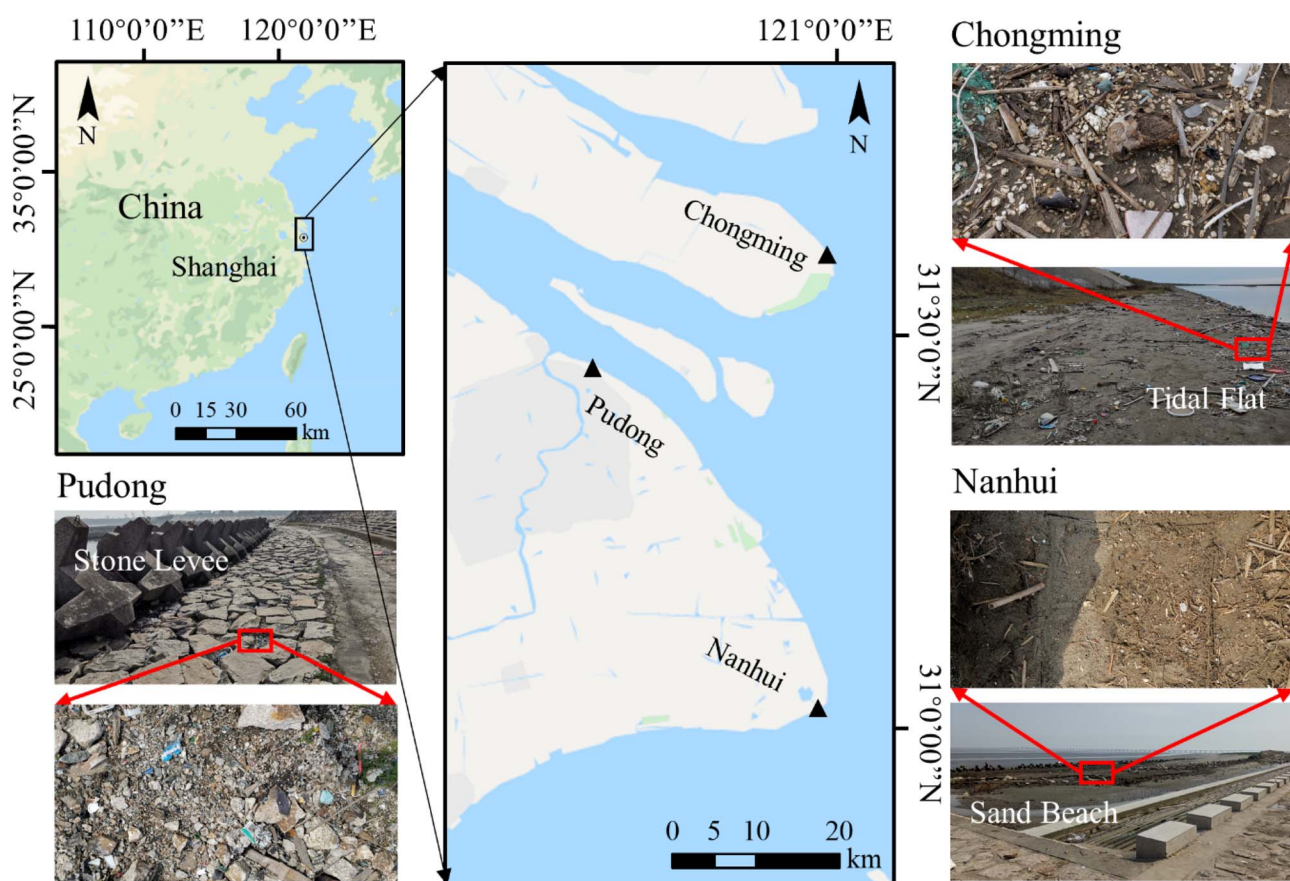 110°0'0''E
120°0'0''E
35°0'0''N
25°0'0''N
N
China
Shanghai
0 15 30 60
km
Pudong
Stone Levee
121°0'0''E
N
Chongming
Pudong
Nanhui
31°30'0''N
31°0'00''N
0 5 10 20
km
Chongming
Tidal Flat
Nanhui
Sand Beach